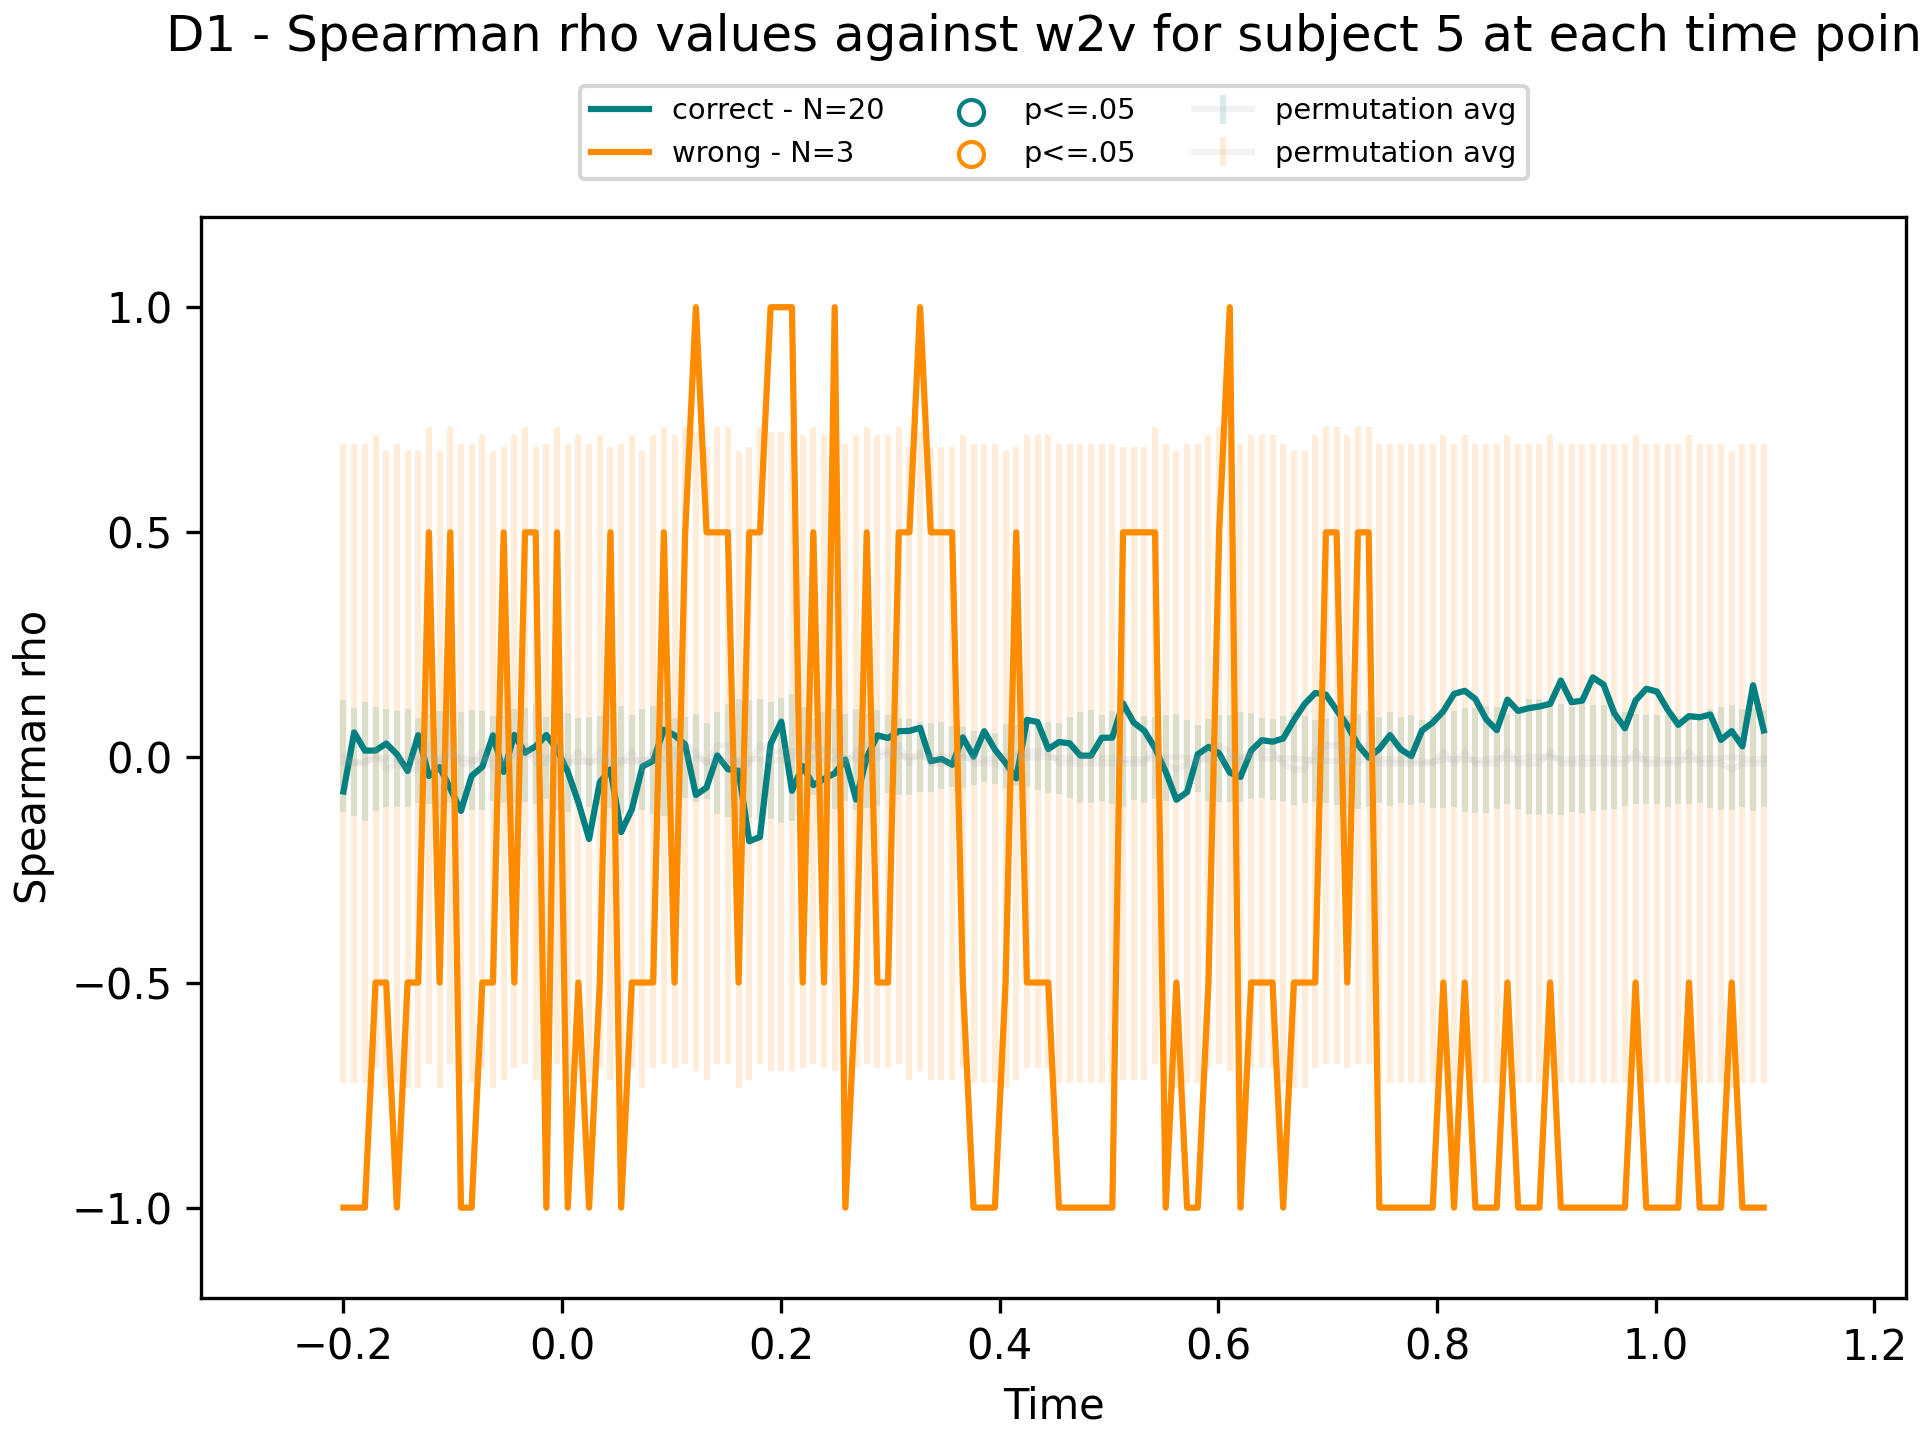 D1 - Spearman rho values against w2v for subject 5 at each time poin
correct - N=20
wrong - N=3
p<=.05
p<=.05
permutation avg
permutation avg
Spearman rho
1.0
0.5
0.0
−0.5
−1.0
−0.2 0.0 0.2 0.4 0.6 0.8 1.0 1.2
Time